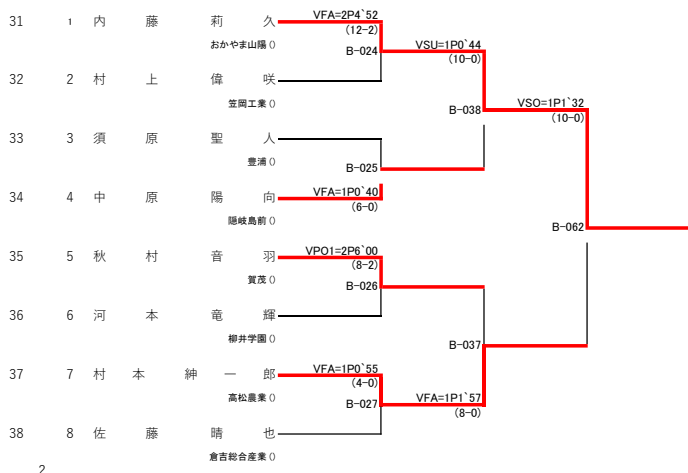 31 1 内藤莉久 VFA=2P4`52
(12-2)
おかやま山陽 ()
B-024 VSU=1P0`44
(10-0)
32 2 村上偉咲
笠岡工業 ()
B-038 VSO=1P1`32
(10-0)
33 3 須原聖人
豊浦 ()
B-025
34 4 中原陽向 VFA=1P0`40
(6-0)
隠岐島前 ()
B-062
35 5 秋村音羽 VPO1=2P6`00
(8-2)
賀茂 ()
B-026
36 6 河本竜輝
柳井学園 ()
B-037
37 7 村本紳一郎 VFA=1P0`55
(4-0)
高松農業 ()
B-027 VFA=1P1`57
(8-0)
38 8 佐藤晴也
倉吉総合産業 ()
2